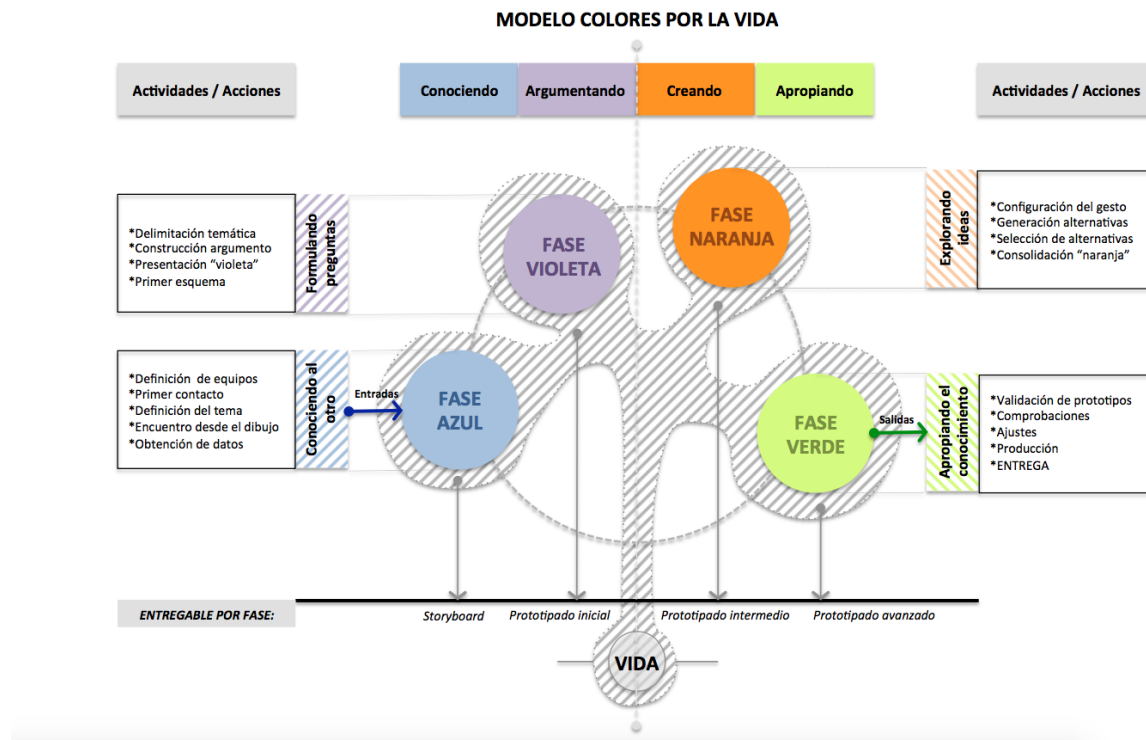 MODELO COLORES POR LA VIDA
Actividades / Acciones
Conociendo
Argumentando
Creando
Apropiando
Actividades / Acciones
*Delimitación temática
*Construcción argumento
*Presentación “violeta”
*Primer esquema
Formulando
preguntas
FASE
VIOLETA
FASE
NARANJA
Explorando
ideas
*Configuración del gesto
*Generación alternativas
*Selección de alternativas
*Consolidación “naranja”
*Definición de equipos
*Primer contacto
*Definición del tema
*Encuentro desde el dibujo
*Obtención de datos
Conociendo al
otro
Entradas
FASE
AZUL
FASE
VERDE
Salidas
Apropiando el
conocimiento
*Validación de prototipos
*Comprobaciones
*Ajustes
*Producción
*ENTREGA
ENTREGABLE POR FASE:
Storyboard
Prototipado inicial
Prototipado intermedio
Prototipado avanzado
VIDA